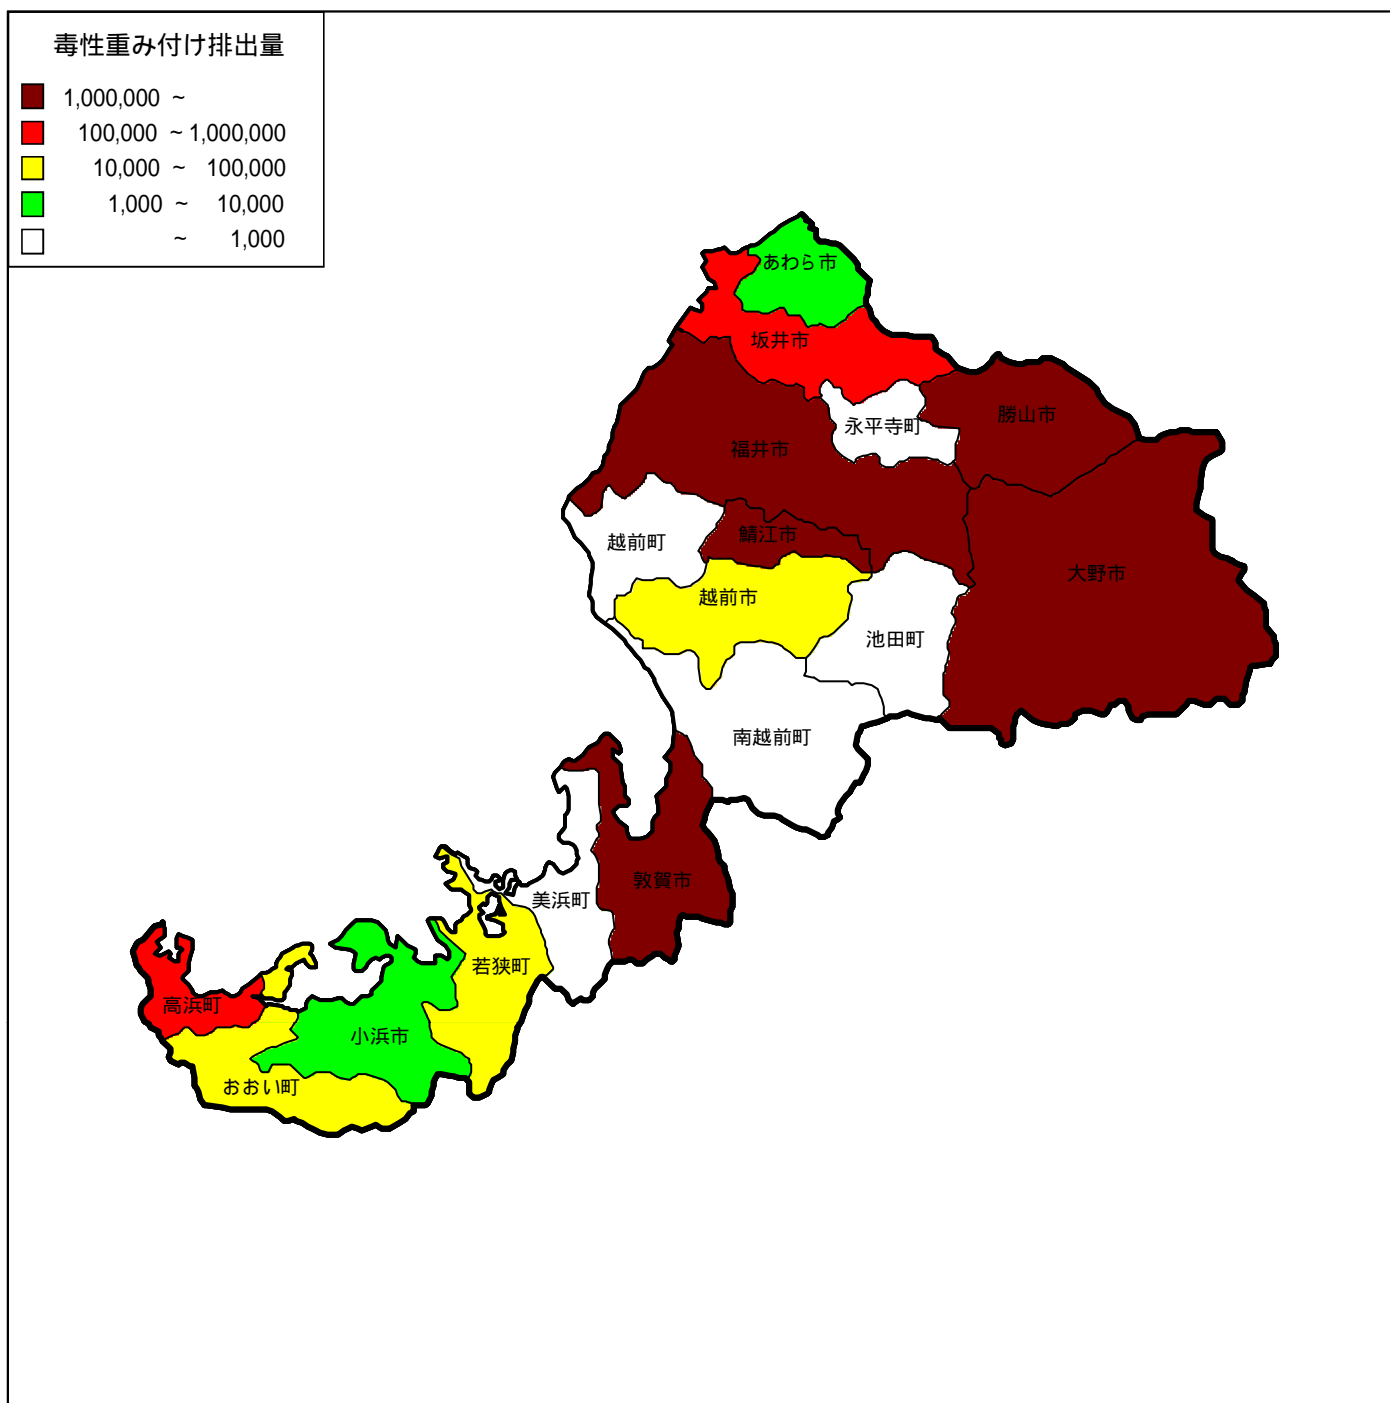 毒性重み付け排出量
1,000,000 ~
100,000 ~ 1,000,000
10,000 ~ 100,000
1,000 ~ 10,000
~ 1,000
あわら市
坂井市
永平寺町
勝山市
福井市
鯖江市
越前町
大野市
越前市
池田町
南越前町
敦賀市
美浜町
若狭町
高浜町
小浜市
おおい町